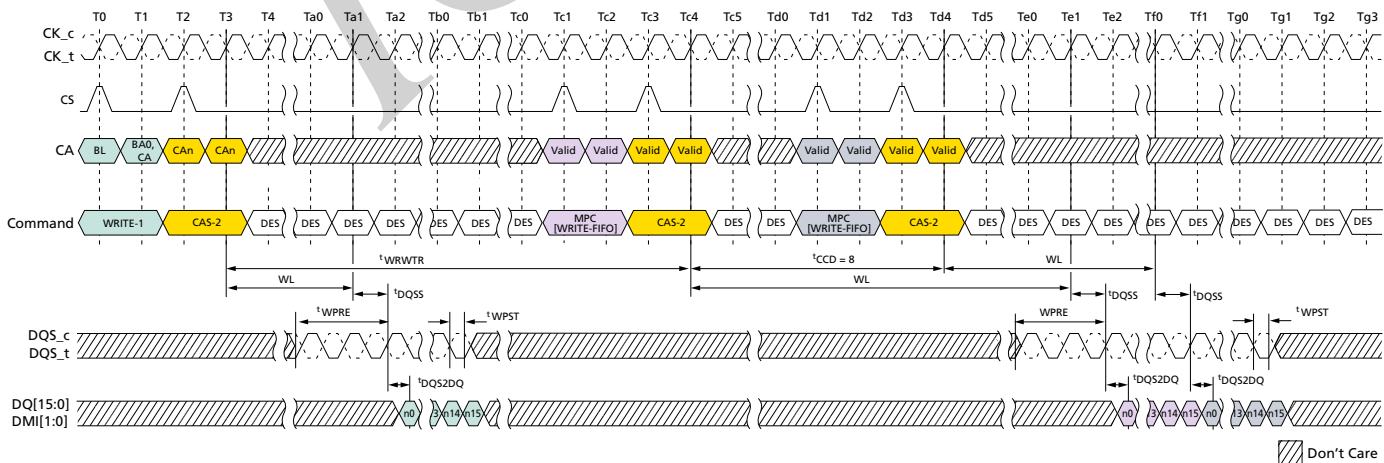 T0 T1 T2 T3 T4 Ta0 Ta1 Ta2 Tb0 Tb1 Tc0 Tc1 Tc2 Tc3 Tc4 Tc5 Td0 Td1 Td2 Td3 Td4 Td5 Te0 Te1 Te2 Tf0 Tf1 Tg0 Tg1 Tg2 Tg3
CK_c
CK_t
CS
CA BL BA0, CA CAn CAn Valid Valid Valid Valid Valid Valid Valid Valid
Command WRITE-1 CAS-2 DES DES DES DES DES DES DES MPC [WRITE-FIFO] CAS-2 DES DES MPC [WRITE-FIFO] CAS-2 DES DES DES DES DES DES DES DES DES DES
tWRWTR tCCD = 8 WL
WL WL
tDQSS tDQSS tDQSS
tWPRE tWPST WPRE tWPST
DQS_c
DQS_t
tDQS2DQ tDQS2DQ tDQS2DQ
DQ[15:0]
DMI[1:0]
n0 3 n14 n15 n0 13 n14 n15 n0 13 n14 n15
Don't Care